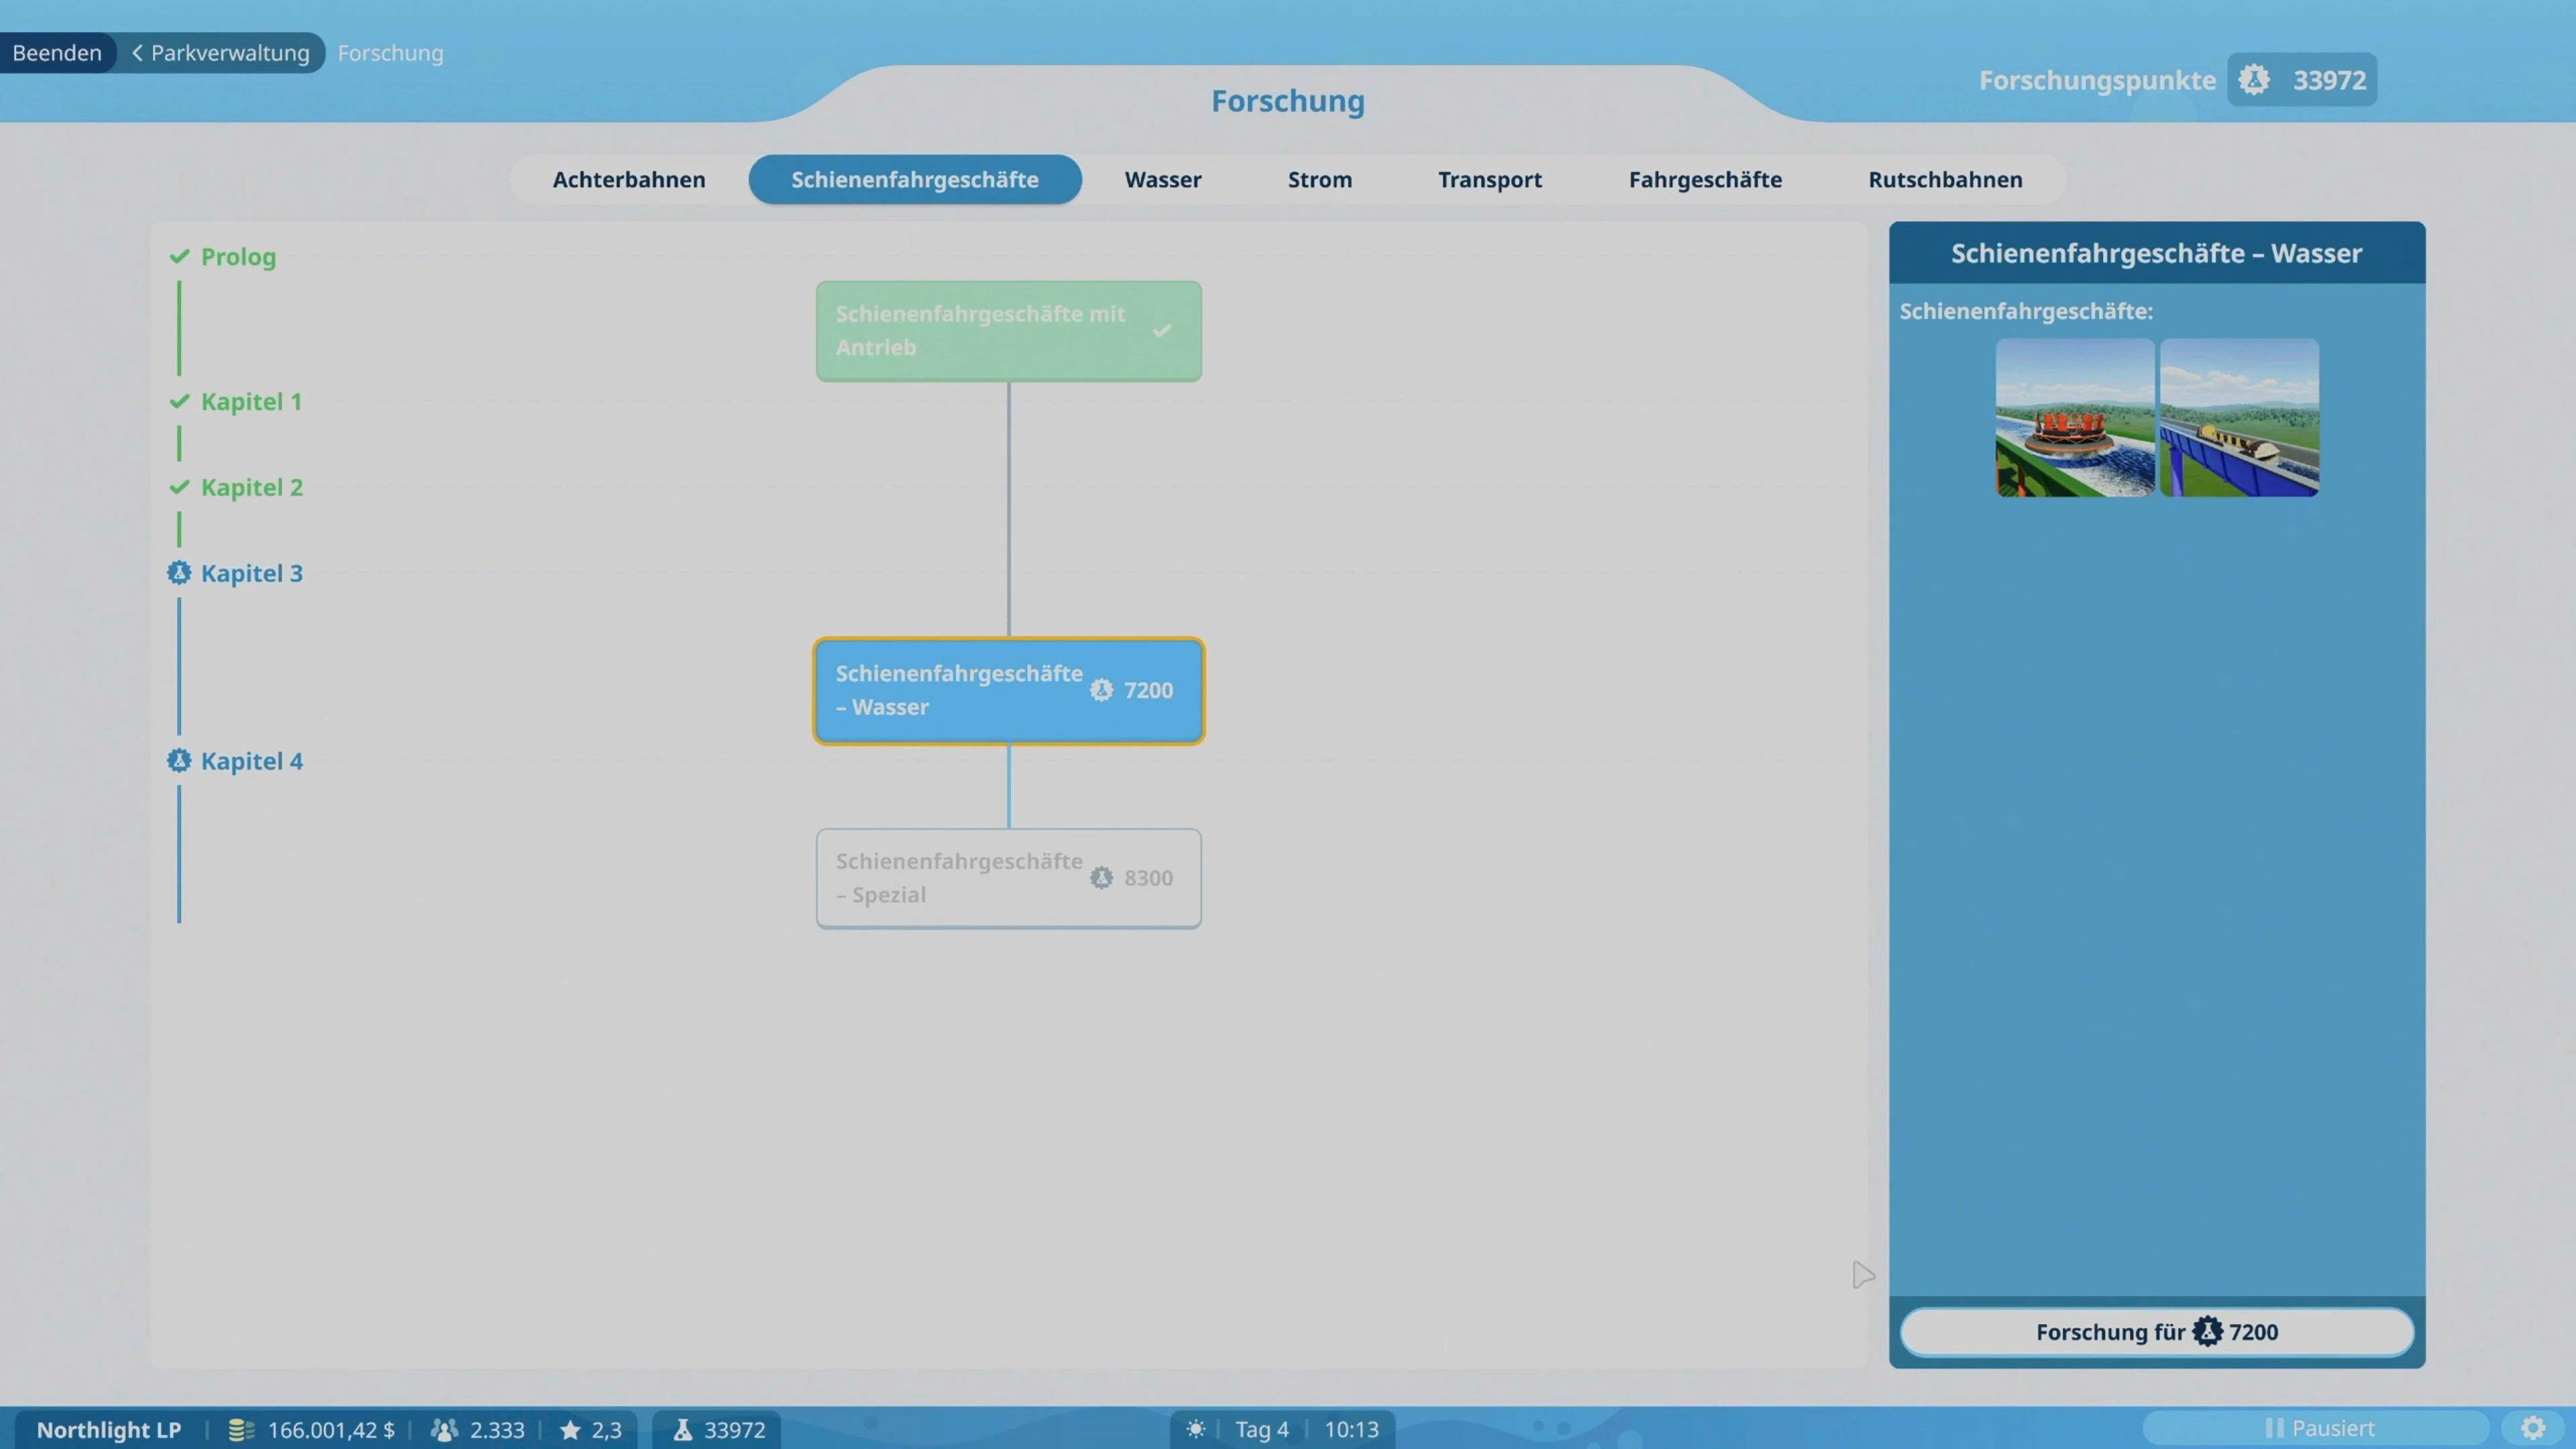 Beenden
Parkverwaltung
Forschung
Forschungspunkte
33972
Forschung
Achterbahnen
Schienenfahrgeschäfte
Wasser
Strom
Transport
Fahrgeschäfte
Rutschbahnen
Prolog
Kapitel 1
Kapitel 2
Kapitel 3
Kapitel 4
Schienenfahrgeschäfte mit
Antrieb
Schienenfahrgeschäfte
– Wasser
7200
Schienenfahrgeschäfte
– Spezial
8300
Schienenfahrgeschäfte – Wasser
Schienenfahrgeschäfte:
Forschung für 7200
Northlight LP
166.001,42 $
2.333
2,3
33972
Tag 4
10:13
Pausiert